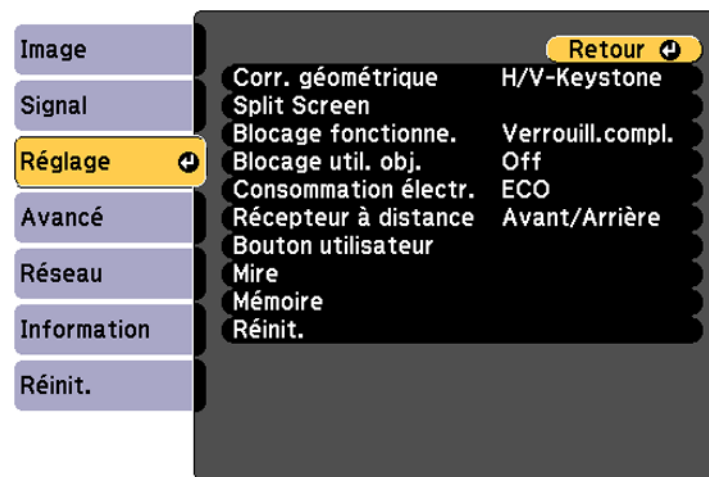 Image
Signal
Réglage
Avancé
Réseau
Information
Réinit.
Retour
Corr. géométrique H/V-Keystone
Split Screen
Blocage fonctionne. Verrouill.compl.
Blocage util. obj. Off
Consommation électr. ECO
Récepteur à distance Avant/Arrière
Bouton utilisateur
Mire
Mémoire
Réinit.